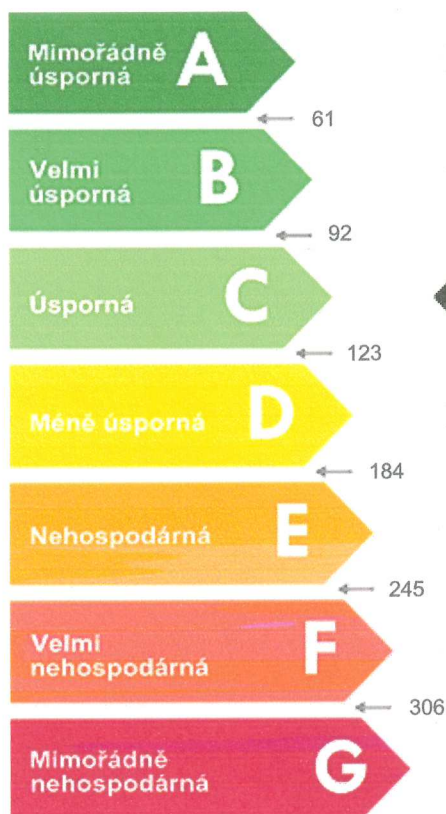 Mimořádně
úsporná A
61
Velmi
úsporná B
92
Úsporná C
123
Méně úsporná D
184
Nehospodárná E
245
Velmi
nehospodárná F
306
Mimořádně
nehospodárná G